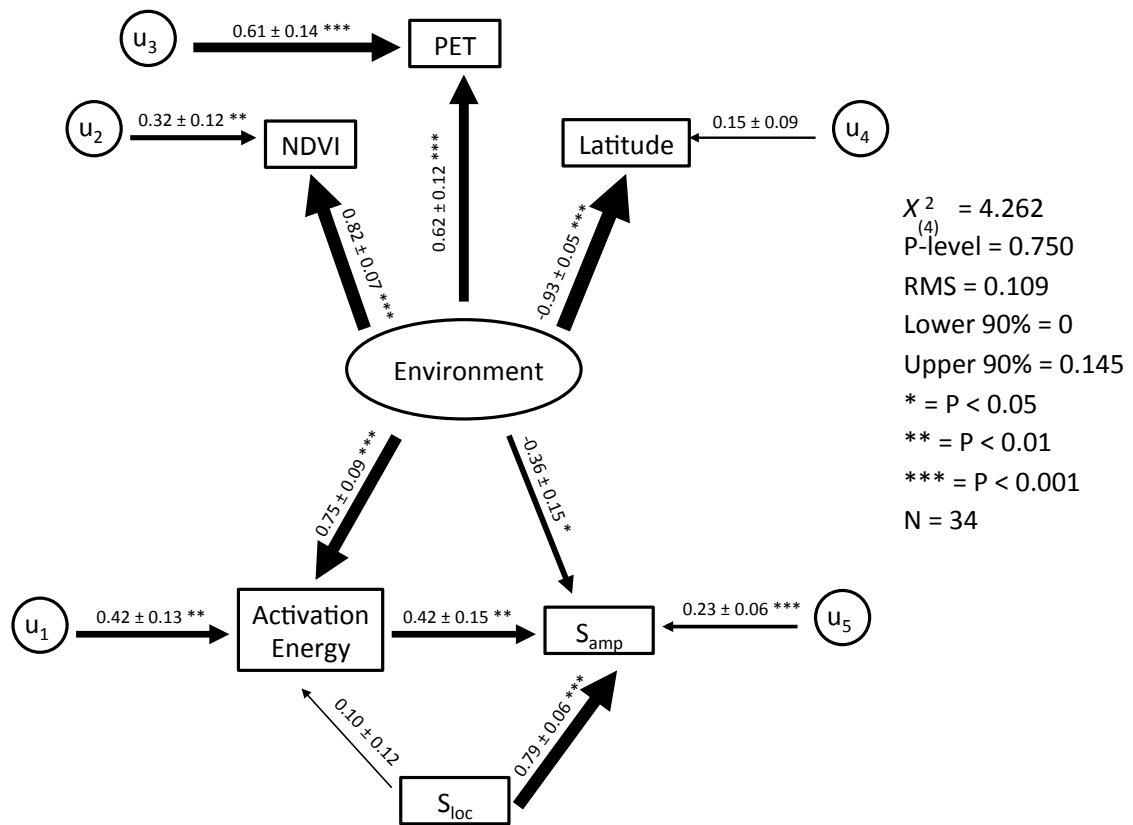 u3
0.61 ± 0.14 ***
PET
u2
0.32 ± 0.12 **
NDVI
Latitude
0.15 ± 0.09
u4
0.82 ± 0.07 ***
0.62 ± 0.12 ***
-0.93 ± 0.05 ***
Environment
0.75 ± 0.09 ***
-0.36 ± 0.15 *
u1
0.42 ± 0.13 **
Activation
Energy
0.42 ± 0.15 **
Samp
0.23 ± 0.06 ***
u5
0.10 ± 0.12
0.79 ± 0.06 ***
Sloc
X2(4) = 4.262
P-level = 0.750
RMS = 0.109
Lower 90% = 0
Upper 90% = 0.145
* = P < 0.05
** = P < 0.01
*** = P < 0.001
N = 34